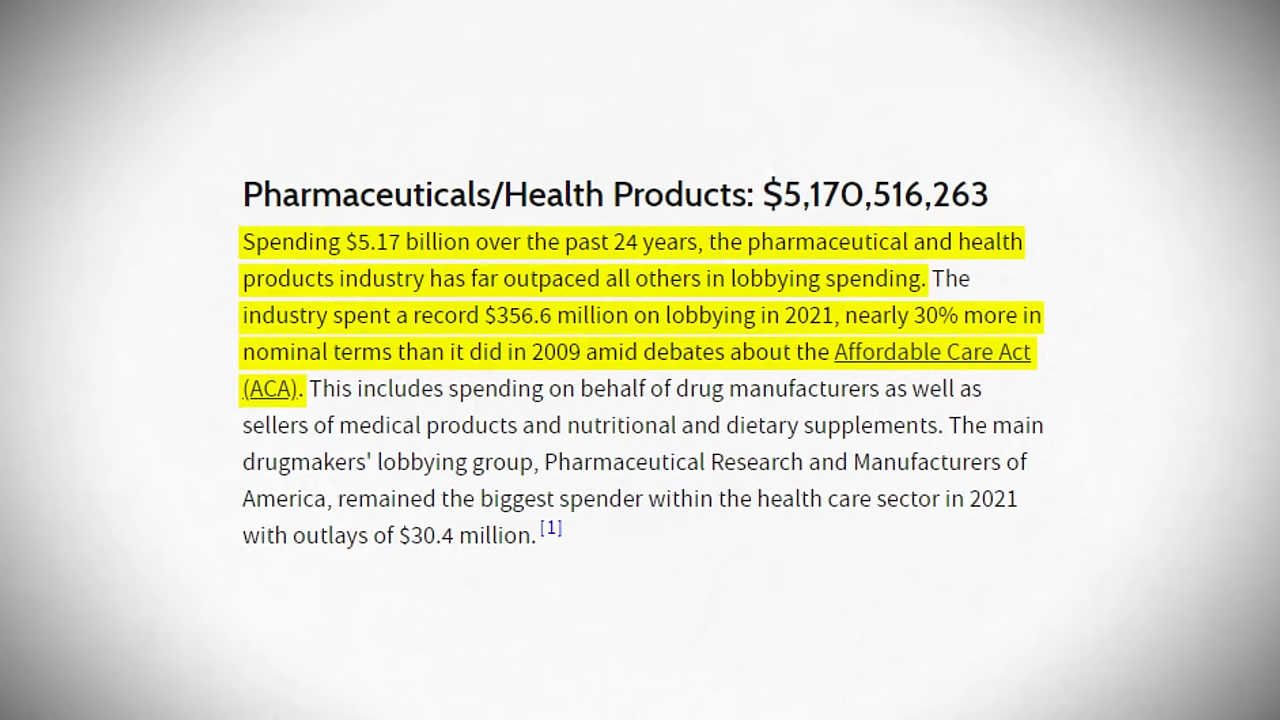 Pharmaceuticals/Health Products: $5,170,516,263
Spending $5.17 billion over the past 24 years, the pharmaceutical and health
products industry has far outpaced all others in lobbying spending. The
industry spent a record $356.6 million on lobbying in 2021, nearly 30% more in
nominal terms than it did in 2009 amid debates about the Affordable Care Act
(ACA). This includes spending on behalf of drug manufacturers as well as
sellers of medical products and nutritional and dietary supplements. The main
drugmakers' lobbying group, Pharmaceutical Research and Manufacturers of
America, remained the biggest spender within the health care sector in 2021
with outlays of $30.4 million. [1]